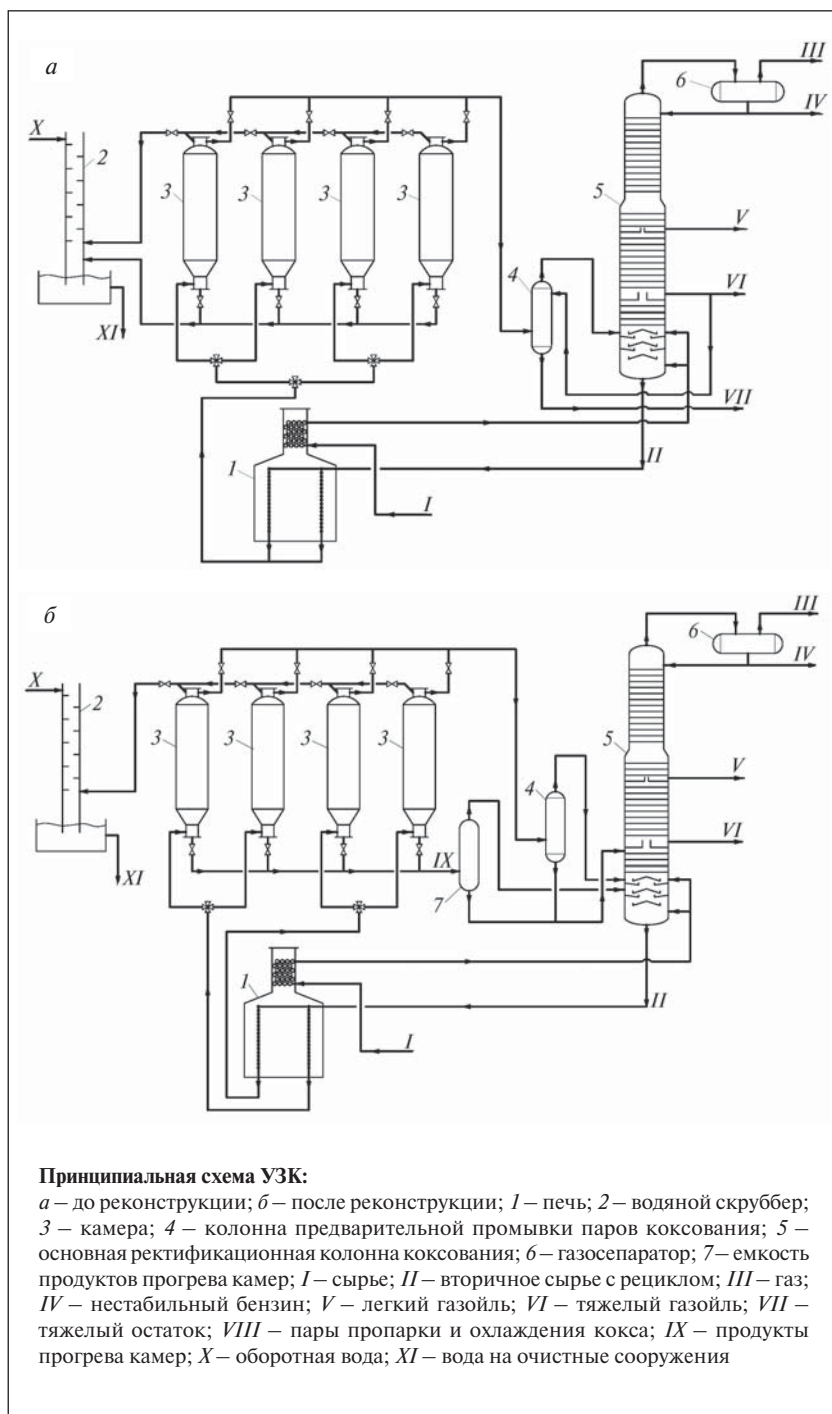 а
III
6
IV
X
2
3
3
3
3
5
V
4
VI
XI
VII
1
II
I
б
III
6
IV
X
2
3
3
3
3
5
V
4
VI
IX
XI
7
1
II
I
Принципиальная схема УЗК:
а – до реконструкции; б – после реконструкции; 1 – печь; 2 – водяной скруббер;
3 – камера; 4 – колонна предварительной промывки паров коксования; 5 –
основная ректификационная колонна коксования; 6 – газосепаратор; 7 – емкость
продуктов прогрева камер; I – сырье; II – вторичное сырье с рециклом; III – газ;
IV – нестабильный бензин; V – легкий газойль; VI – тяжелый газойль; VII –
тяжелый остаток; VIII – пары пропарки и охлаждения кокса; IX – продукты
прогрева камер; X – оборотная вода; XI – вода на очистные сооружения